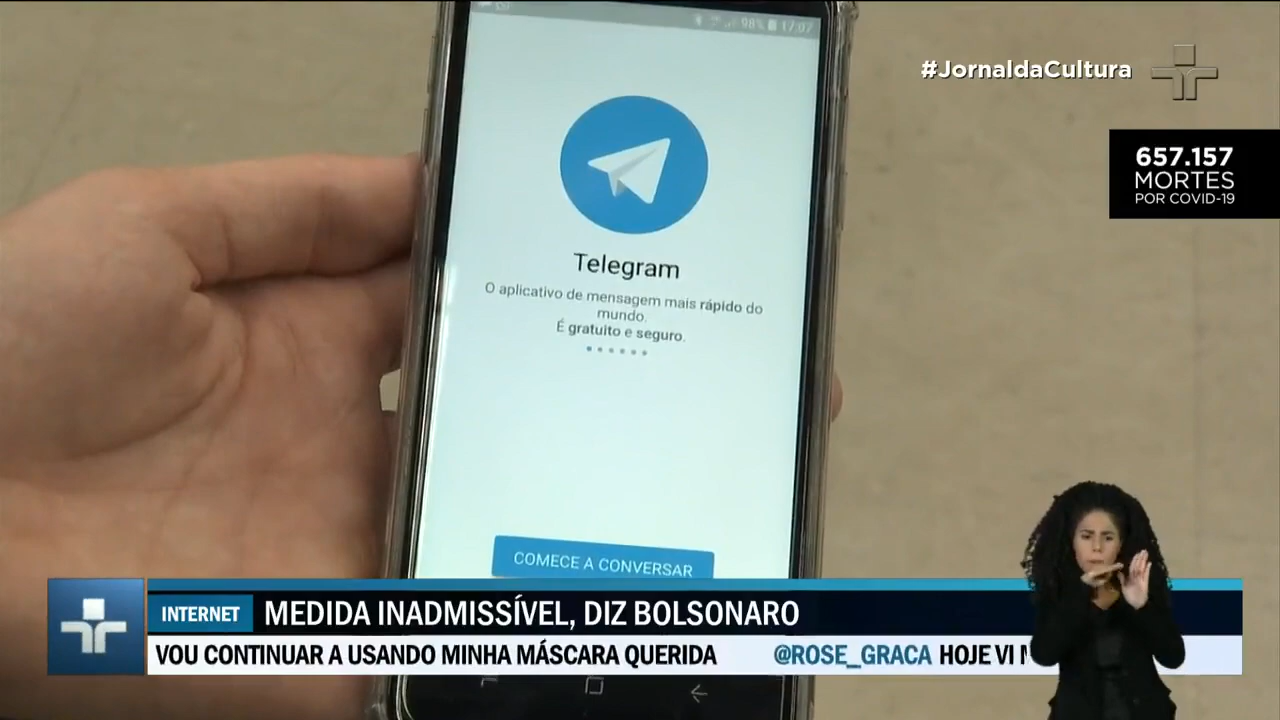 98% 17:07
#JornaldaCultura
657.157
MORTES
POR COVID-19
Telegram
O aplicativo de mensagem mais rápido do
mundo.
É gratuito e seguro.
COMECE A CONVERSAR
INTERNET
MEDIDA INADMISSÍVEL, DIZ BOLSONARO
VOU CONTINUAR A USANDO MINHA MÁSCARA QUERIDA @ROSE_GRACA HOJE VI